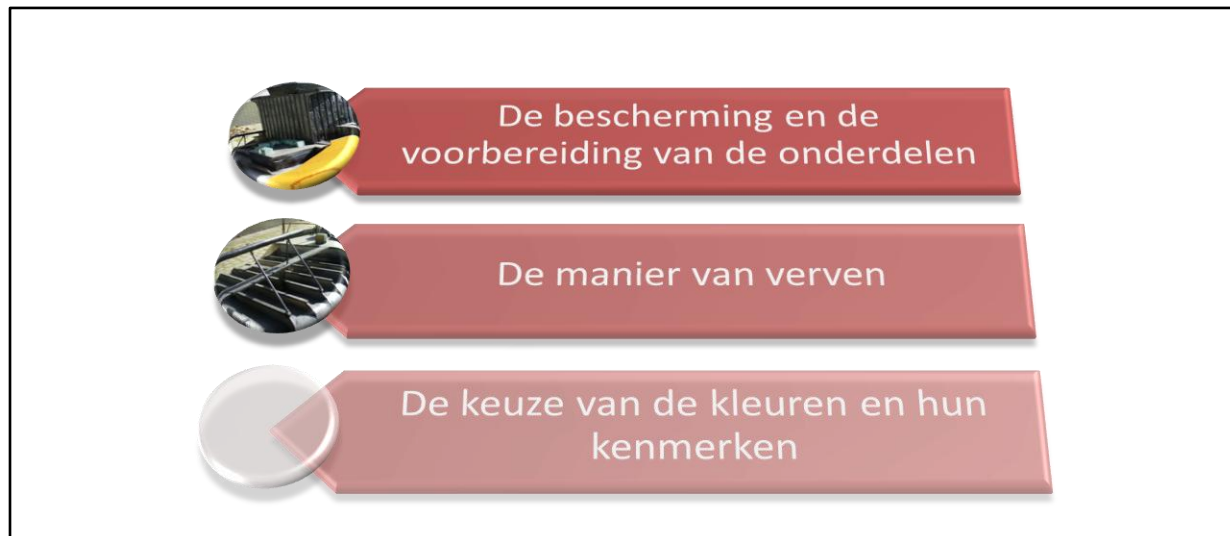 De bescherming en de
voorbereiding van de onderdelen
De manier van verven
De keuze van de kleuren en hun
kenmerken